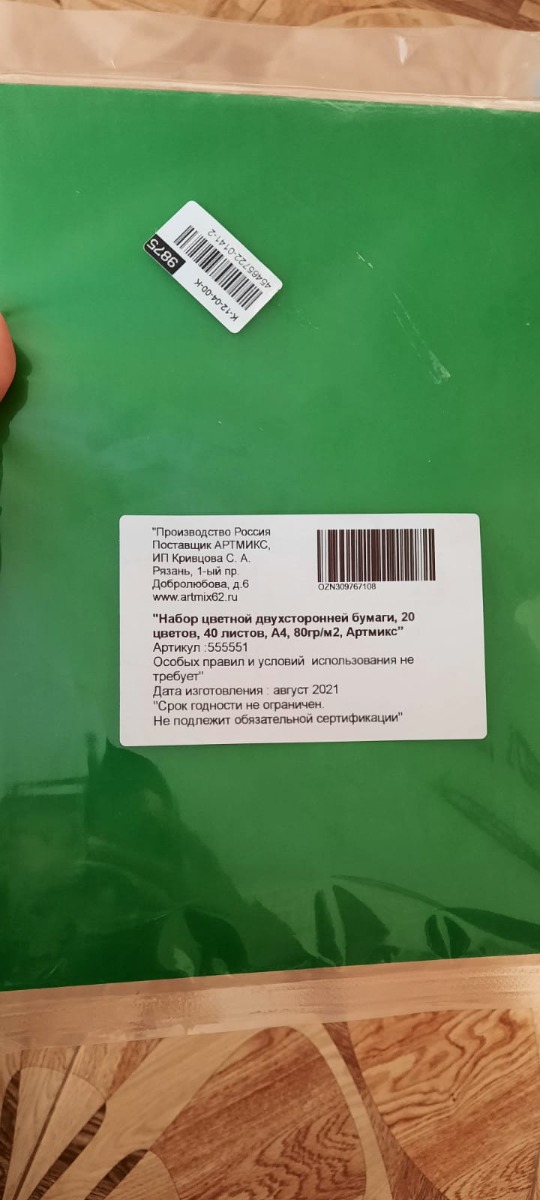 9875
45485722-0141-2
К-12-04-00-К
"Производство Россия
Поставщик АРТМИКС,
ИП Кривцова С. А.
Рязань, 1-ый пр.
Добролюбова, д.6
www.artmix62.ru
OZN309767108
"Набор цветной двухсторонней бумаги, 20
цветов, 40 листов, А4, 80гр/м2, Артмикс"
Артикул :555551
Особых правил и условий использования не
требует"
Дата изготовления : август 2021
"Срок годности не ограничен.
Не подлежит обязательной сертификации"